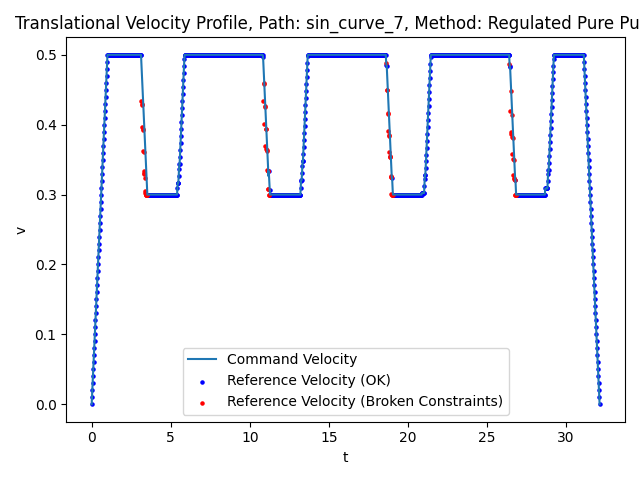 Translational Velocity Profile, Path: sin_curve_7, Method: Regulated Pure Pu
0.5
0.4
0.3
0.2
0.1
0.0
v
Command Velocity
Reference Velocity (OK)
Reference Velocity (Broken Constraints)
0 5 10 15 20 25 30
t